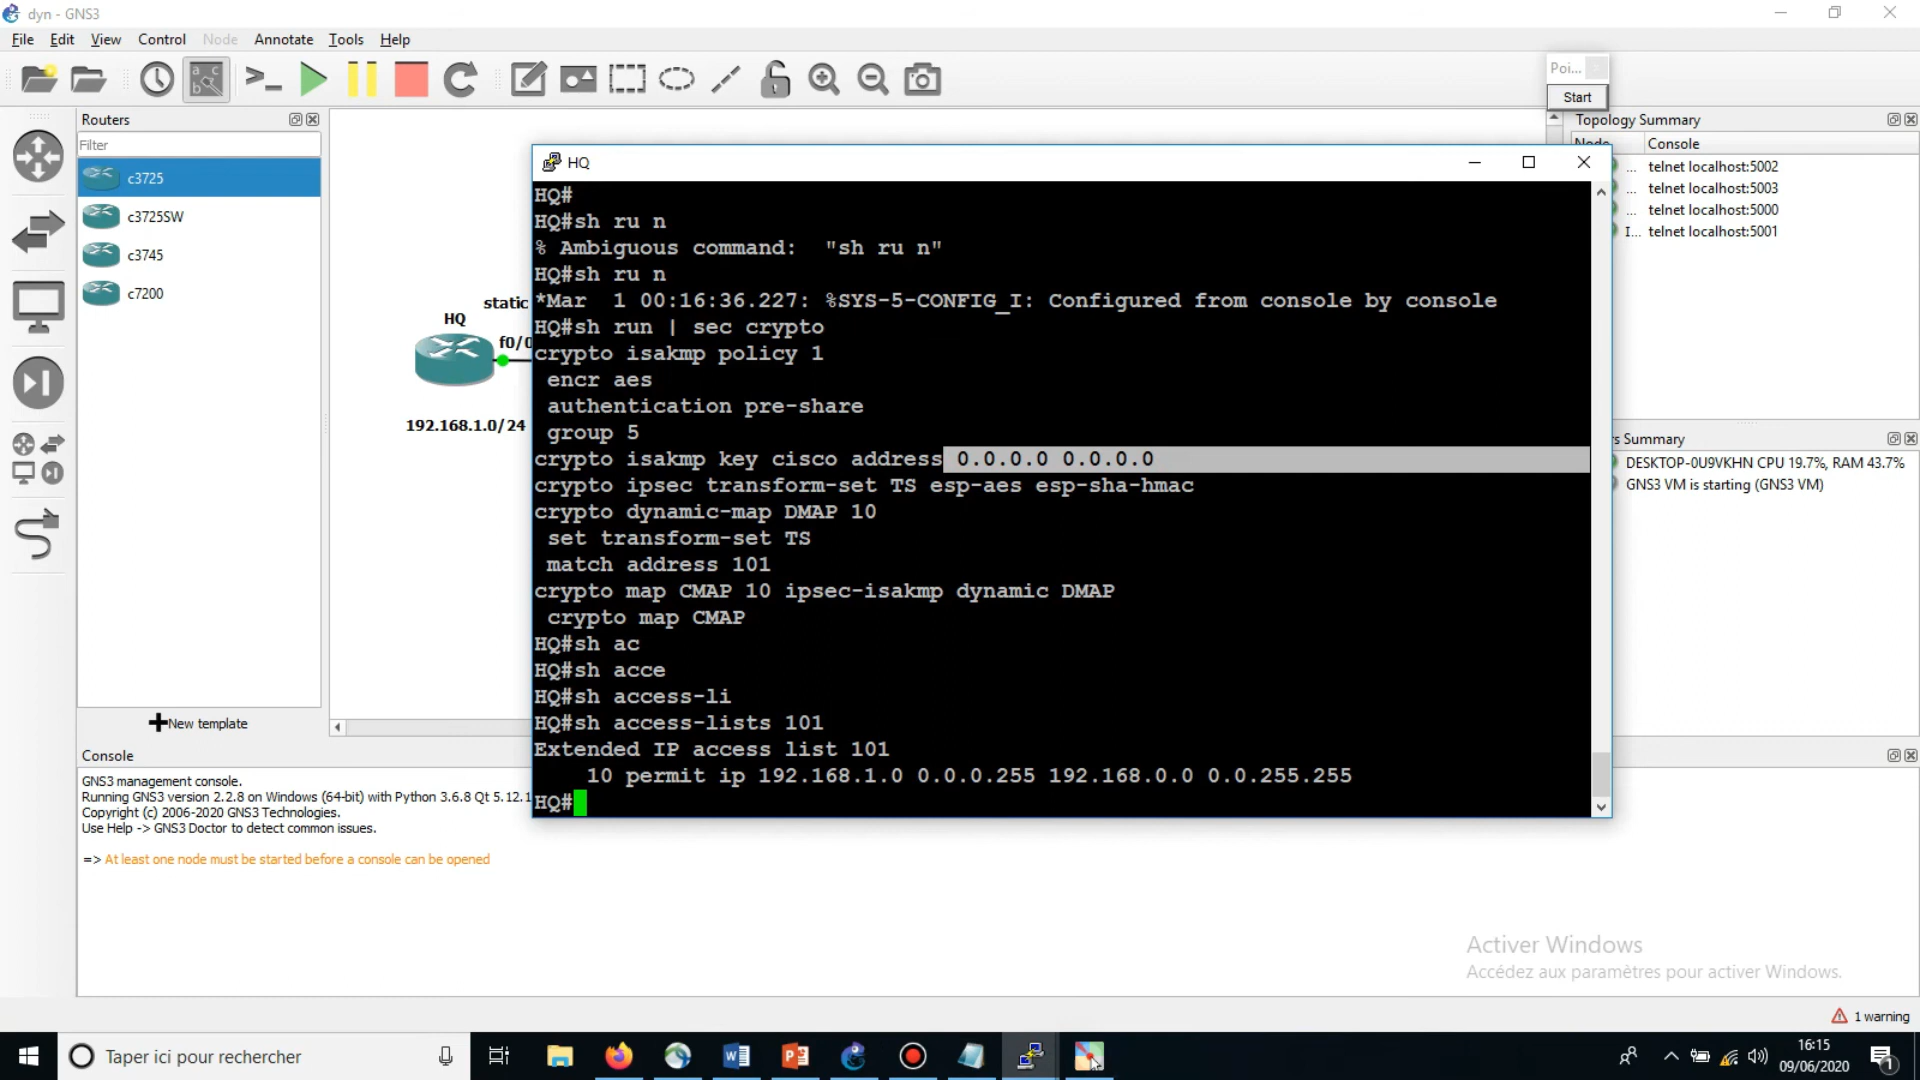 dyn - GNS3
File Edit View Control Node Annotate Tools Help
Poi...
Start
Routers
Filter
c3725
c3725SW
c3745
c7200
New template
static
HQ
f0/0
192.168.1.0/24
HQ
HQ#
HQ#sh ru n
% Ambiguous command:  "sh ru n"
HQ#sh ru n
*Mar  1 00:16:36.227: %SYS-5-CONFIG_I: Configured from console by console
HQ#sh run | sec crypto
crypto isakmp policy 1
 encr aes
 authentication pre-share
 group 5
crypto isakmp key cisco address 0.0.0.0 0.0.0.0
crypto ipsec transform-set TS esp-aes esp-sha-hmac
crypto dynamic-map DMAP 10
 set transform-set TS
 match address 101
crypto map CMAP 10 ipsec-isakmp dynamic DMAP
 crypto map CMAP
HQ#sh ac
HQ#sh acce
HQ#sh access-li
HQ#sh access-lists 101
Extended IP access list 101
    10 permit ip 192.168.1.0 0.0.0.255 192.168.0.0 0.0.255.255
HQ#
Topology Summary
Node Console
... telnet localhost:5002
... telnet localhost:5003
... telnet localhost:5000
I... telnet localhost:5001
s Summary
DESKTOP-0U9VKHN CPU 19.7%, RAM 43.7%
GNS3 VM is starting (GNS3 VM)
Console
GNS3 management console.
Running GNS3 version 2.2.8 on Windows (64-bit) with Python 3.6.8 Qt 5.12.1
Copyright (c) 2006-2020 GNS3 Technologies.
Use Help -> GNS3 Doctor to detect common issues.
=> At least one node must be started before a console can be opened
Activer Windows
Accédez aux paramètres pour activer Windows.
1 warning
Taper ici pour rechercher
16:15
09/06/2020
1